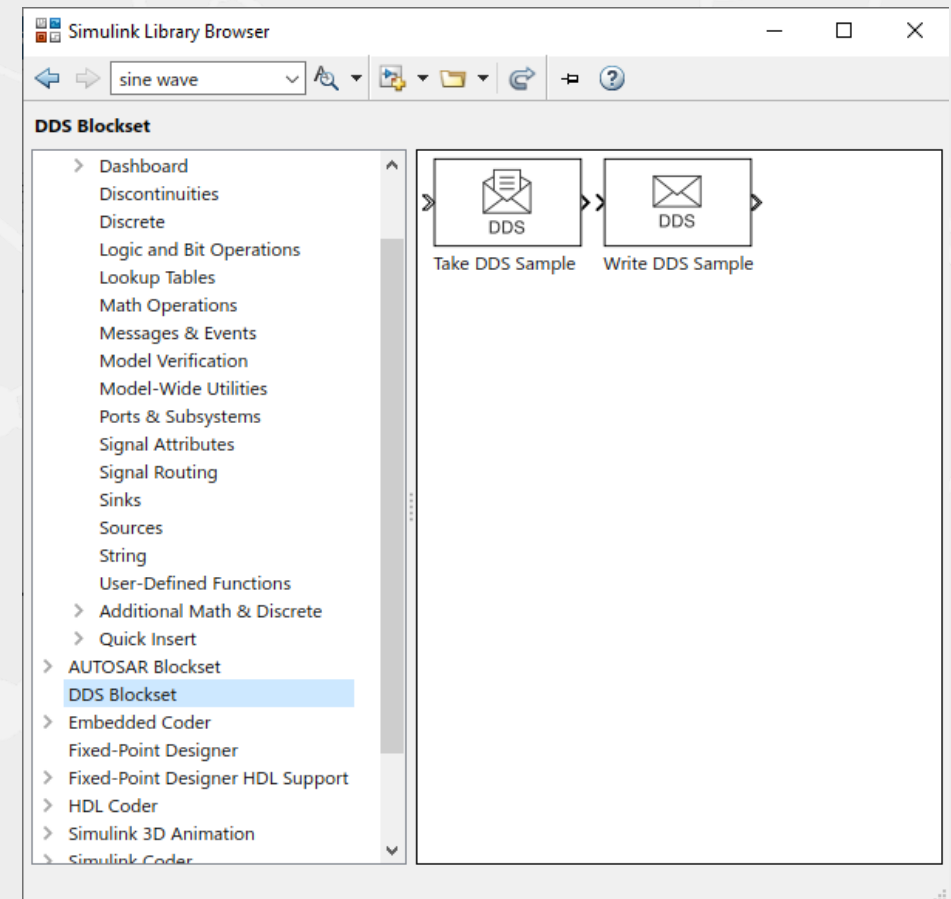 Simulink Library Browser
sine wave
DDS Blockset
Dashboard
Discontinuities
Discrete
Logic and Bit Operations
Lookup Tables
Math Operations
Messages & Events
Model Verification
Model-Wide Utilities
Ports & Subsystems
Signal Attributes
Signal Routing
Sinks
Sources
String
User-Defined Functions
Additional Math & Discrete
Quick Insert
AUTOSAR Blockset
DDS Blockset
Embedded Coder
Fixed-Point Designer
Fixed-Point Designer HDL Support
HDL Coder
Simulink 3D Animation
Simulink Coder
DDS
Take DDS Sample
DDS
Write DDS Sample